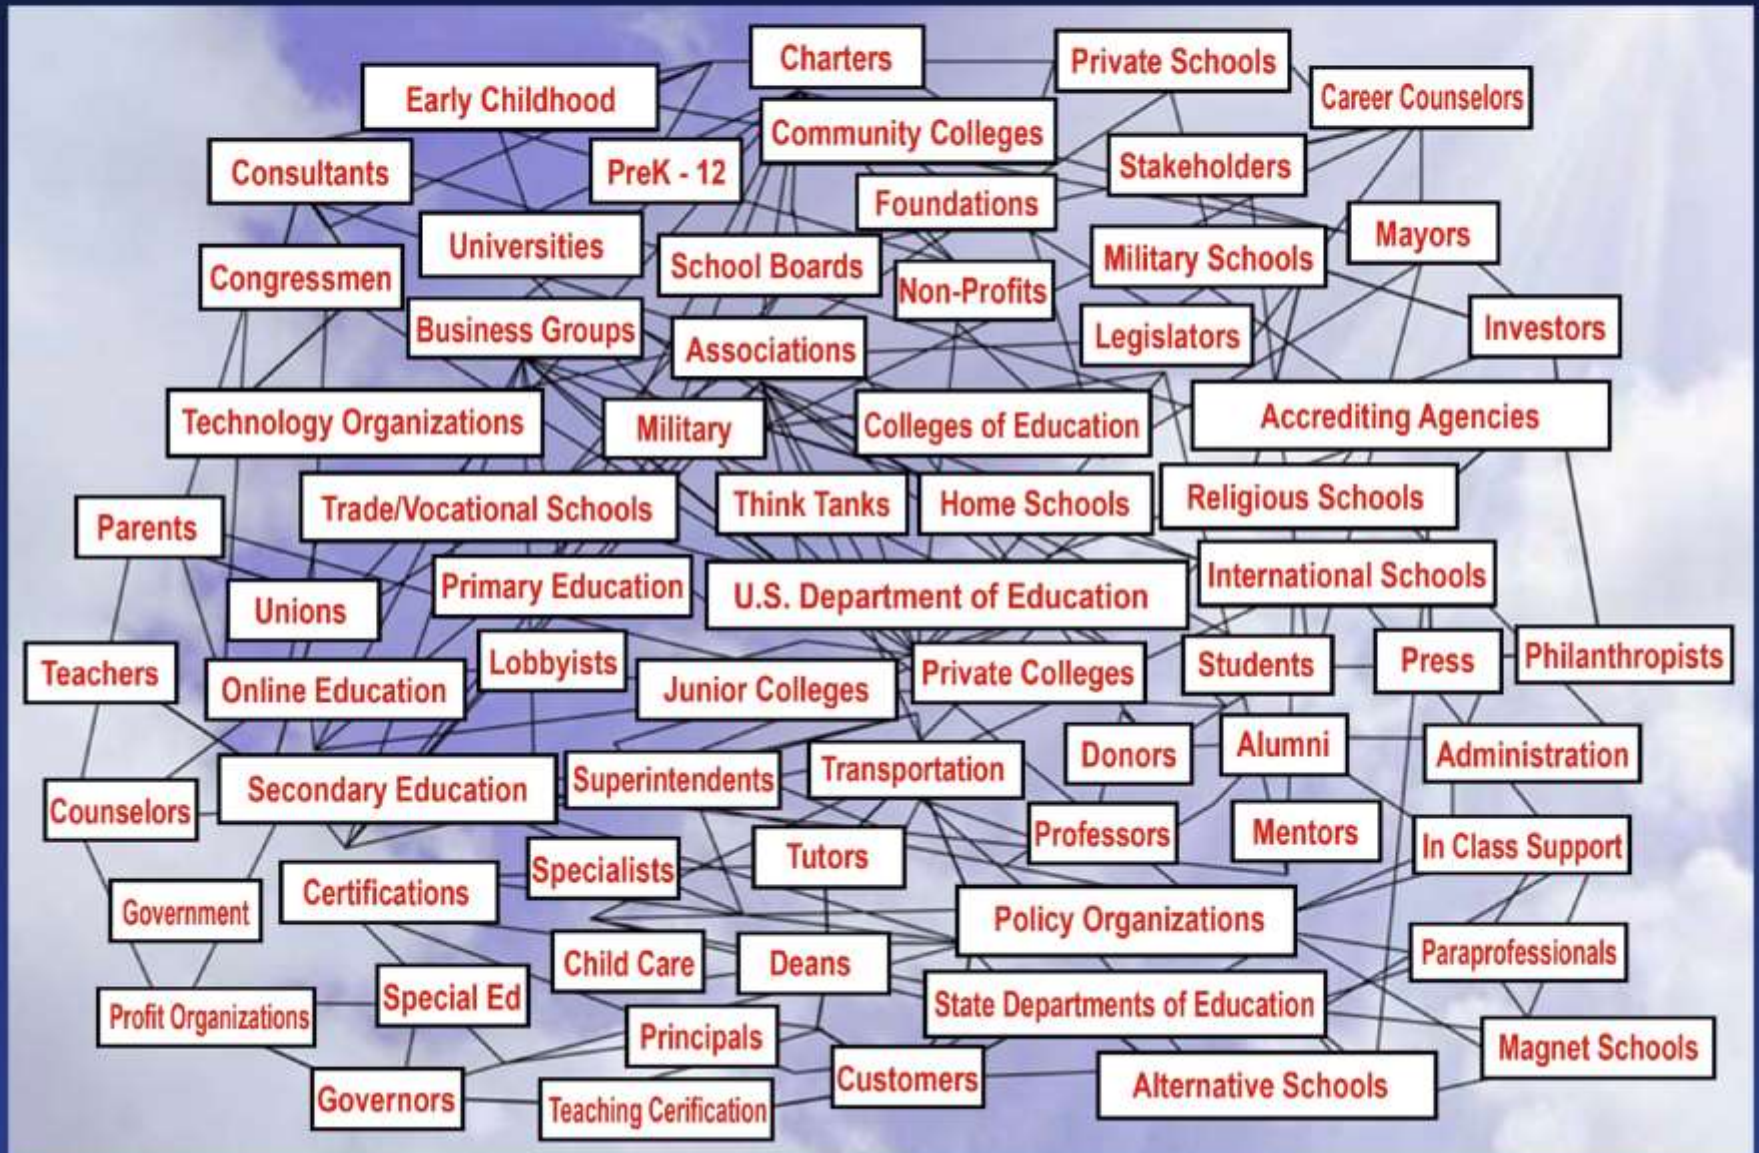 Charters
Private Schools
Early Childhood
Career Counselors
Community Colleges
Consultants
PreK - 12
Stakeholders
Foundations
Universities
Mayors
School Boards
Military Schools
Congressmen
Non-Profits
Business Groups
Associations
Legislators
Investors
Technology Organizations
Military
Colleges of Education
Accrediting Agencies
Parents
Trade/Vocational Schools
Think Tanks
Home Schools
Religious Schools
Unions
Primary Education
U.S. Department of Education
International Schools
Teachers
Online Education
Lobbyists
Junior Colleges
Private Colleges
Students
Press
Philanthropists
Counselors
Secondary Education
Superintendents
Transportation
Donors
Alumni
Administration
Specialists
Tutors
Professors
Mentors
In Class Support
Government
Certifications
Policy Organizations
Child Care
Deans
Paraprofessionals
Profit Organizations
Special Ed
Principals
State Departments of Education
Magnet Schools
Governors
Teaching Cerification
Customers
Alternative Schools